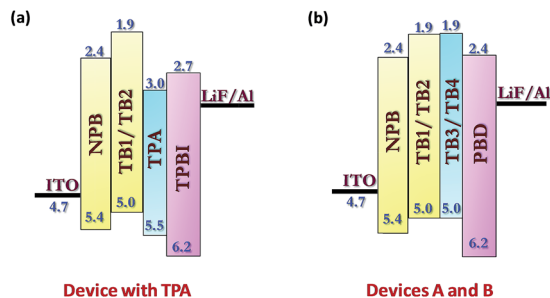 (a)
1.9
2.4
3.0
2.7
LiF/Al
NPB
TB1/ TB2
TPA
TPBI
ITO
4.7
5.4
5.0
5.5
6.2
Device with TPA
(b)
1.9
1.9
2.4
2.4
LiF/Al
NPB
TB1/ TB2
TB3/ TB4
PBD
ITO
4.7
5.4
5.0
5.0
6.2
Devices A and B